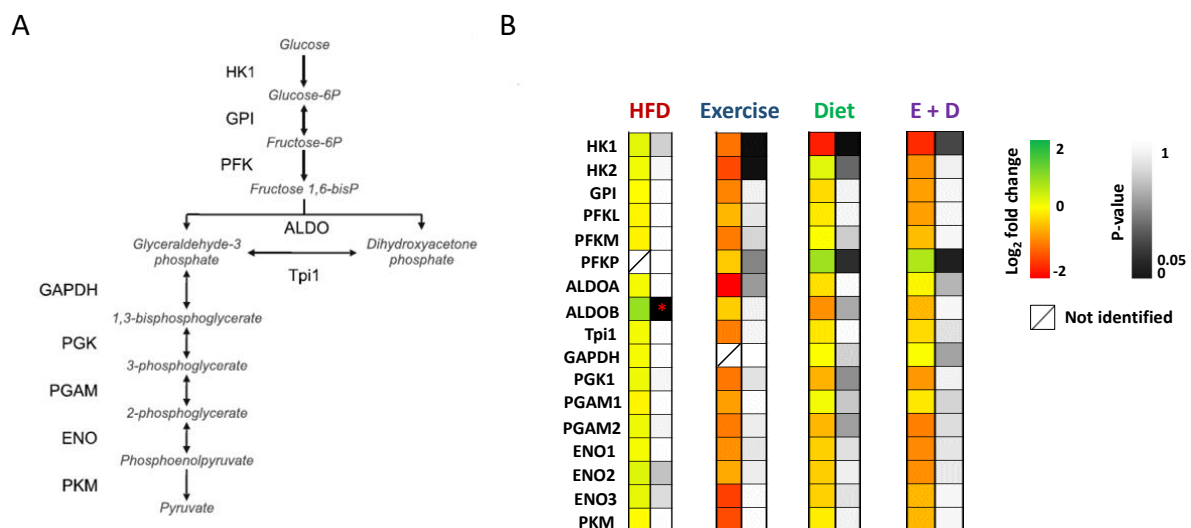 A
Glucose
HK1
Glucose-6P
GPI
Fructose-6P
PFK
Fructose 1,6-bisP
ALDO
Glyceraldehyde-3
phosphate
Dihydroxyacetone
phosphate
Tpi1
GAPDH
1,3-bisphosphoglycerate
PGK
3-phosphoglycerate
PGAM
2-phosphoglycerate
ENO
Phosphoenolpyruvate
PKM
Pyruvate
B
HFD Exercise Diet E + D
HK1
HK2
GPI
PFKL
PFKM
PFKP
ALDOA
ALDOB *
Tpi1
GAPDH
PGK1
PGAM1
PGAM2
ENO1
ENO2
ENO3
PKM
Log2 fold change
2
0
-2
P-value
1
0.05
0
Not identified